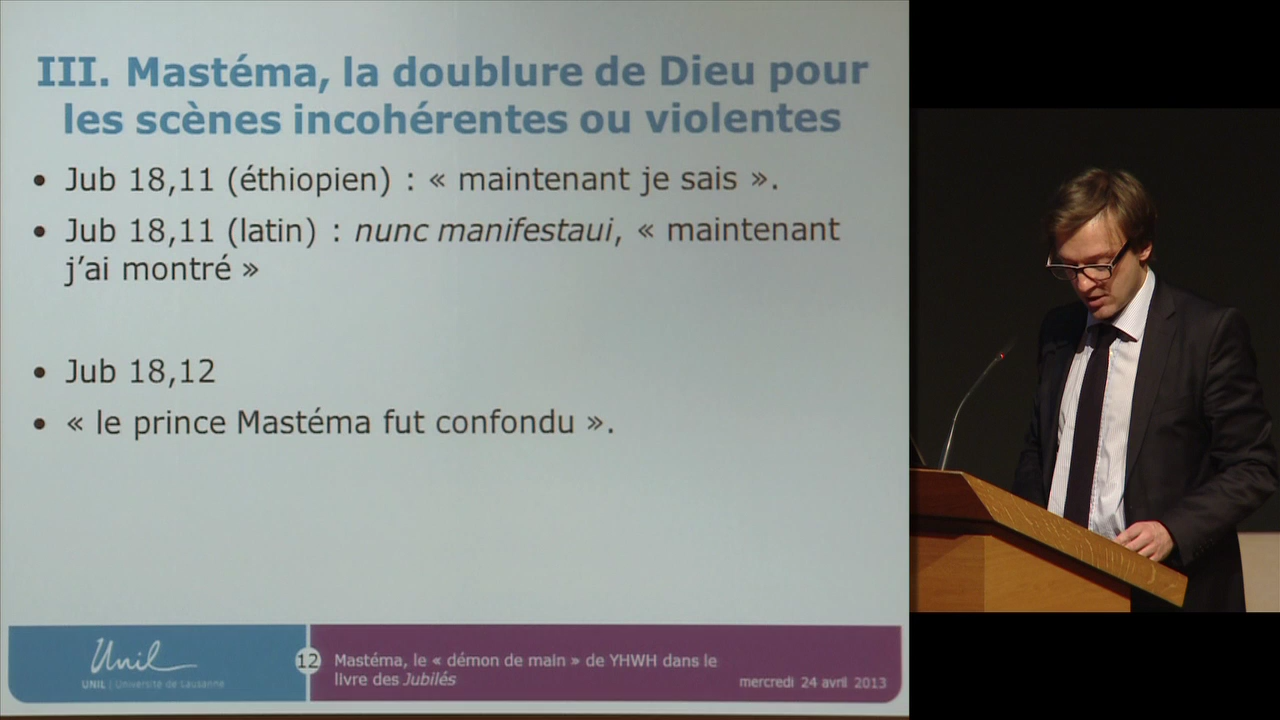 III. Mastéma, la doublure de Dieu pour
les scènes incohérentes ou violentes
• Jub 18,11 (éthiopien) : « maintenant je sais ».
• Jub 18,11 (latin) : nunc manifestaui, « maintenant
j’ai montré »
• Jub 18,12
• « le prince Mastéma fut confondu ».
Unil
UNIL | Université de Lausanne
12
Mastéma, le « démon de main » de YHWH dans le
livre des Jubilés
mercredi 24 avril 2013